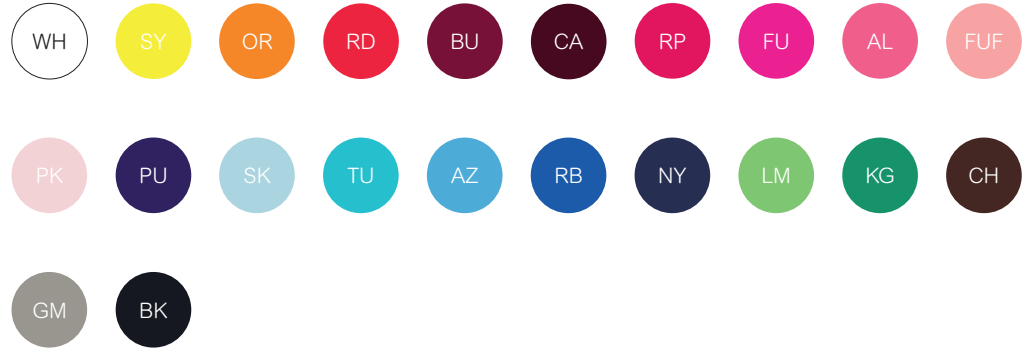 WH SY OR RD BU CA RP FU AL FUF
PK PU SK TU AZ RB NY LM KG CH
GM BK